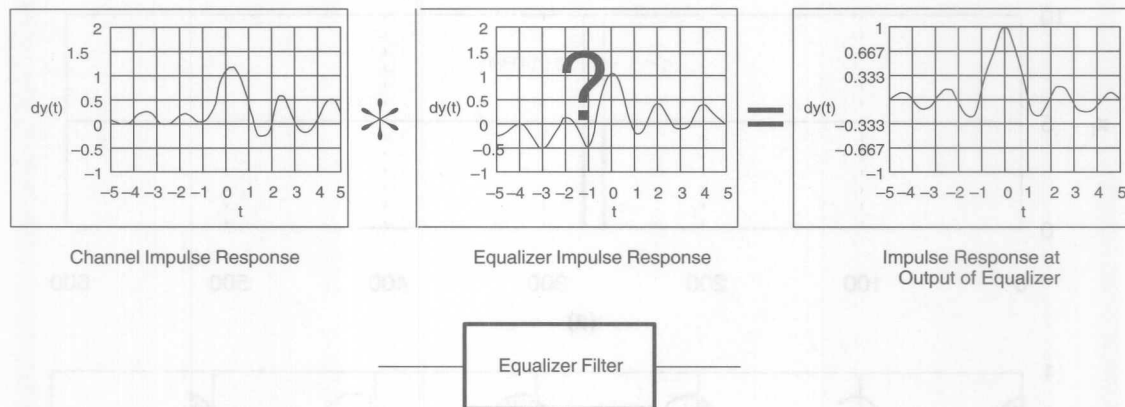 2
1.5
1
dy(t)
0.5
0
−0.5
−1
−5 −4 −3 −2 −1 0 1 2 3 4 5
t
Channel Impulse Response
*
2
1.5
1
dy(t)
0.5
0
−0.5
−1
−5 −4 −3 −2 −1 0 1 2 3 4 5
t
?
Equalizer Impulse Response
=
1
0.667
0.333
dy(t)
−0.333
−0.667
−1
−5 −4 −3 −2 −1 0 1 2 3 4 5
t
Impulse Response at
Output of Equalizer
Equalizer Filter